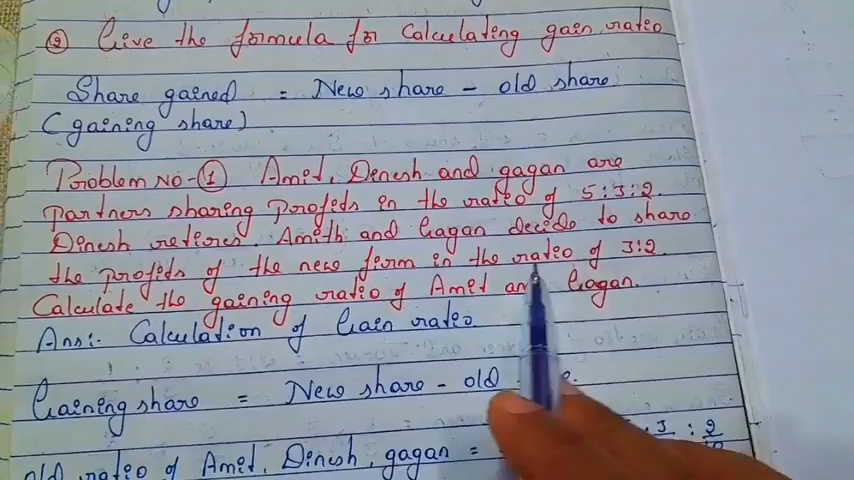 ② Give the formula for Calculating gain ratio
Share gained = New share - old share
(gaining share)
Problem No-① Amit, Dinesh and gagan are
partners sharing profits in the ratio of 5:3:2.
Dinesh retires. Amith and Gagan decide to share
the profits of the new firm in the ratio of 3:2
Calculate the gaining ratio of Amit and Gagan.
Ans:- Calculation of Gain ratio.
Gaining share = New share - old
old ratio of Amit, Dinesh, gagan = : 3 : 2/10